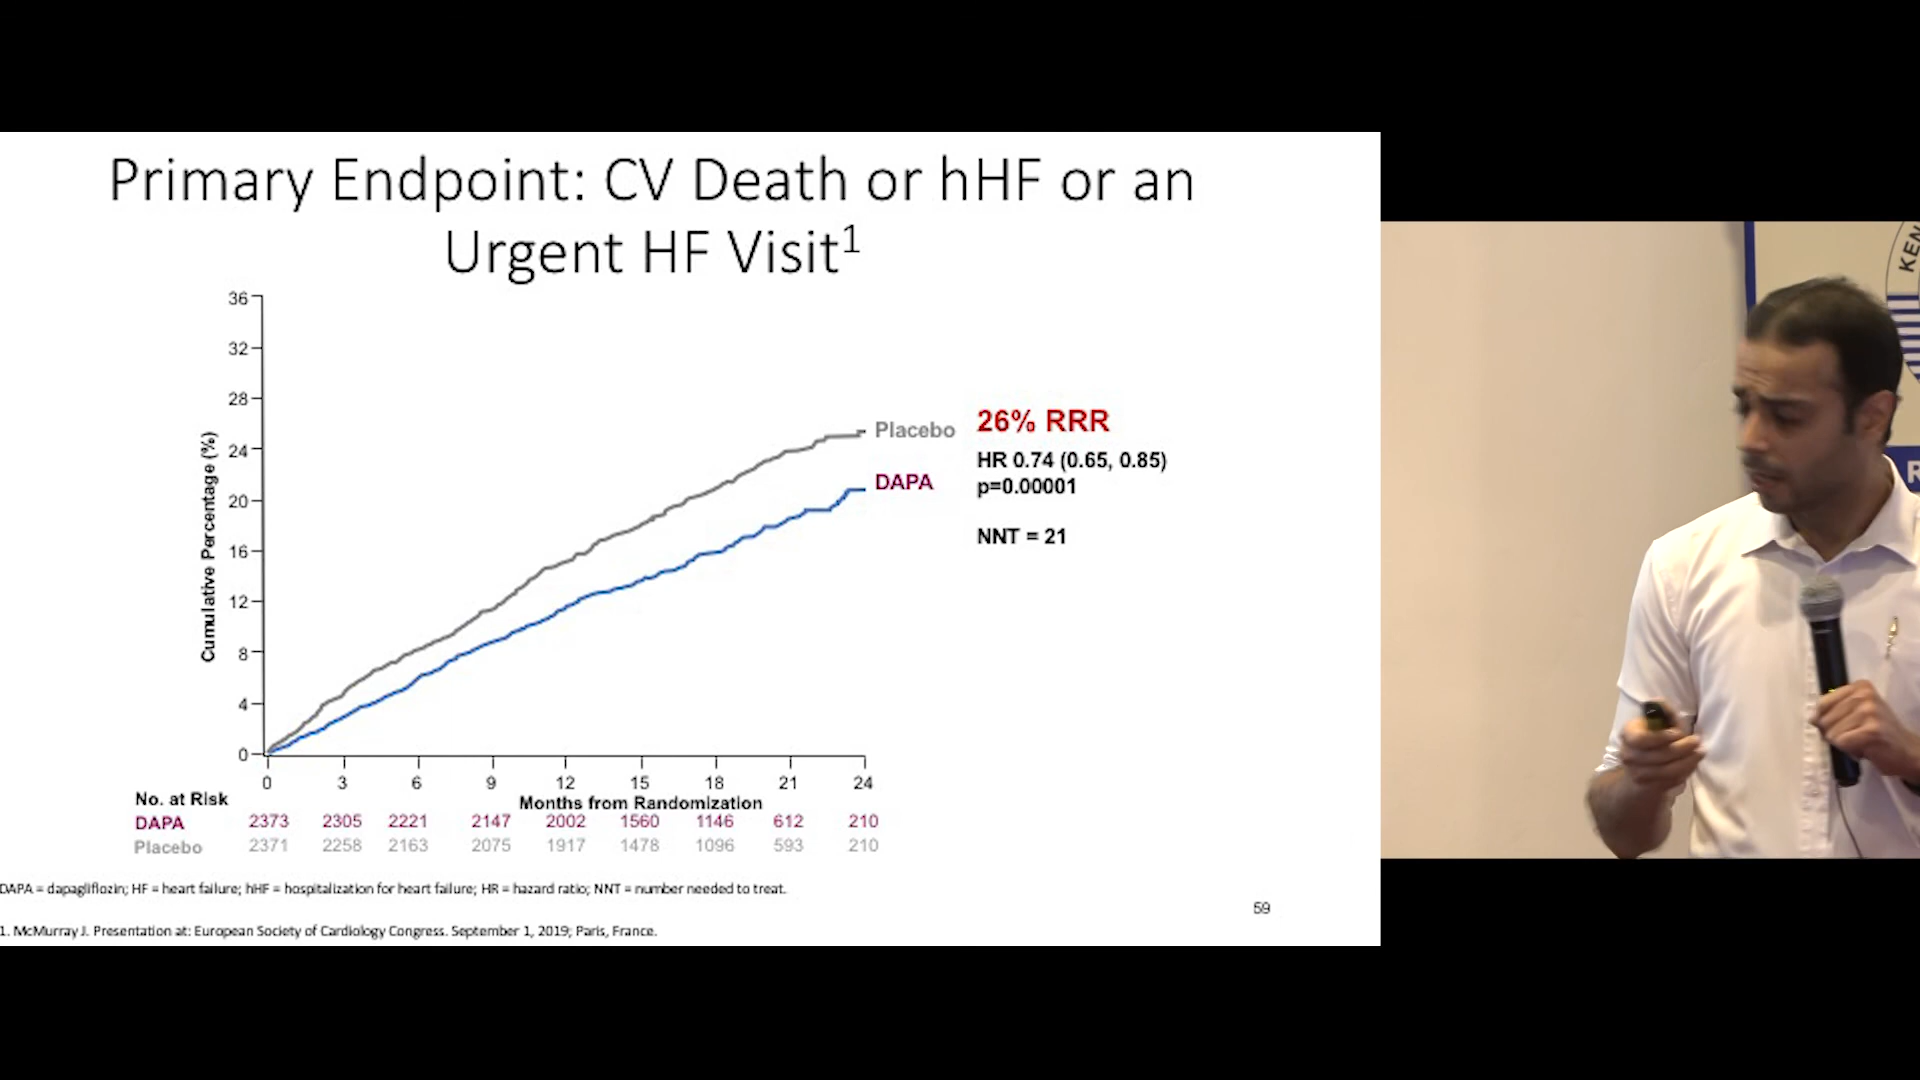 Primary Endpoint: CV Death or hHF or an
Urgent HF Visit¹
36
32
28
24
20
16
12
8
4
0
Cumulative Percentage (%)
Placebo
DAPA
26% RRR
HR 0.74 (0.65, 0.85)
p=0.00001
NNT = 21
0 3 6 9 12 15 18 21 24
Months from Randomization
No. at Risk
DAPA 2373 2305 2221 2147 2002 1560 1146 612 210
Placebo 2371 2258 2163 2075 1917 1478 1096 593 210
DAPA = dapagliflozin; HF = heart failure; hHF = hospitalization for heart failure; HR = hazard ratio; NNT = number needed to treat.
59
1. McMurray J. Presentation at: European Society of Cardiology Congress. September 1, 2019; Paris, France.
KEN
R